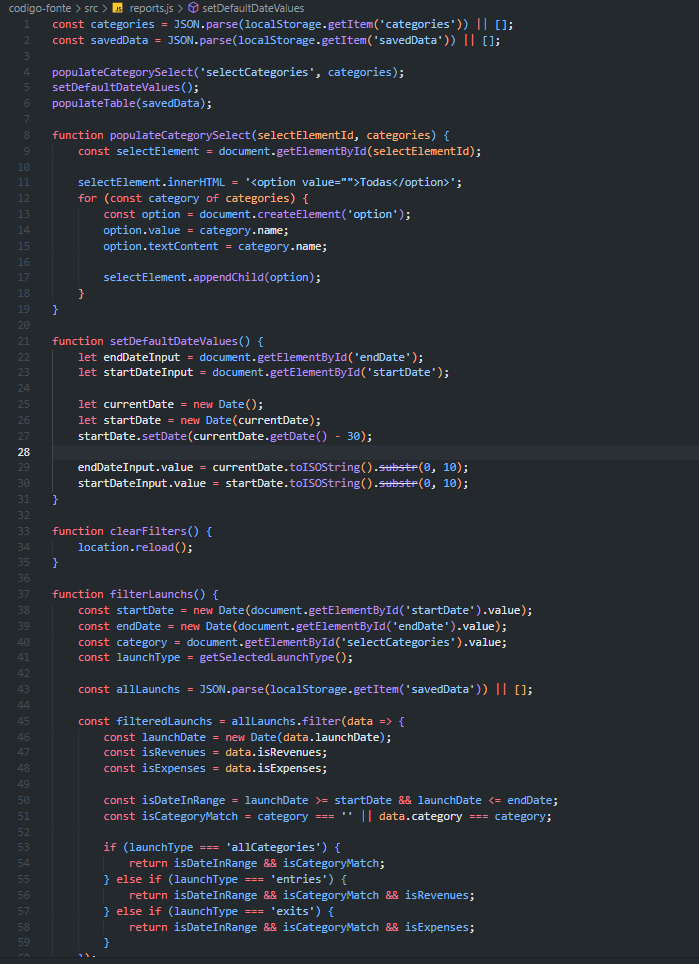 codigo-fonte > src > JS reports.js > setDefaultDateValues
1 const categories = JSON.parse(localStorage.getItem('categories')) || [];
2 const savedData = JSON.parse(localStorage.getItem('savedData')) || [];
3
4 populateCategorySelect('selectCategories', categories);
5 setDefaultDateValues();
6 populateTable(savedData);
7
8 function populateCategorySelect(selectElementId, categories) {
9     const selectElement = document.getElementById(selectElementId);
10
11     selectElement.innerHTML = '<option value="">Todas</option>';
12     for (const category of categories) {
13         const option = document.createElement('option');
14         option.value = category.name;
15         option.textContent = category.name;
16
17         selectElement.appendChild(option);
18     }
19 }
20
21 function setDefaultDateValues() {
22     let endDateInput = document.getElementById('endDate');
23     let startDateInput = document.getElementById('startDate');
24
25     let currentDate = new Date();
26     let startDate = new Date(currentDate);
27     startDate.setDate(currentDate.getDate() - 30);
28
29     endDateInput.value = currentDate.toISOString().substr(0, 10);
30     startDateInput.value = startDate.toISOString().substr(0, 10);
31 }
32
33 function clearFilters() {
34     location.reload();
35 }
36
37 function filterLaunchs() {
38     const startDate = new Date(document.getElementById('startDate').value);
39     const endDate = new Date(document.getElementById('endDate').value);
40     const category = document.getElementById('selectCategories').value;
41     const launchType = getSelectedLaunchType();
42
43     const allLaunchs = JSON.parse(localStorage.getItem('savedData')) || [];
44
45     const filteredLaunchs = allLaunchs.filter(data => {
46         const launchDate = new Date(data.launchDate);
47         const isRevenues = data.isRevenues;
48         const isExpenses = data.isExpenses;
49
50         const isDateInRange = launchDate >= startDate && launchDate <= endDate;
51         const isCategoryMatch = category === '' || data.category === category;
52
53         if (launchType === 'allCategories') {
54             return isDateInRange && isCategoryMatch;
55         } else if (launchType === 'entries') {
56             return isDateInRange && isCategoryMatch && isRevenues;
57         } else if (launchType === 'exits') {
58             return isDateInRange && isCategoryMatch && isExpenses;
59         }
60     });